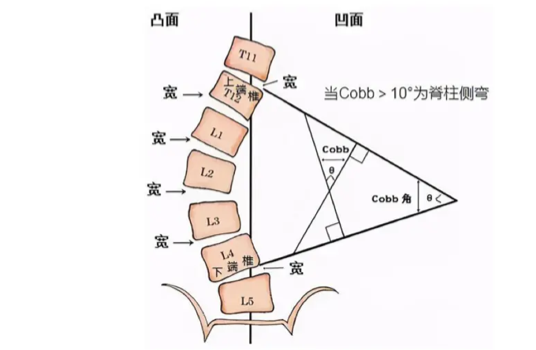 凸面
凹面
T11
宽
上端椎
T12
宽
当Cobb > 10°为脊柱侧弯
宽
L1
Cobb
θ
L2
宽
Cobb 角
θ
L3
宽
L4
下端椎
宽
L5